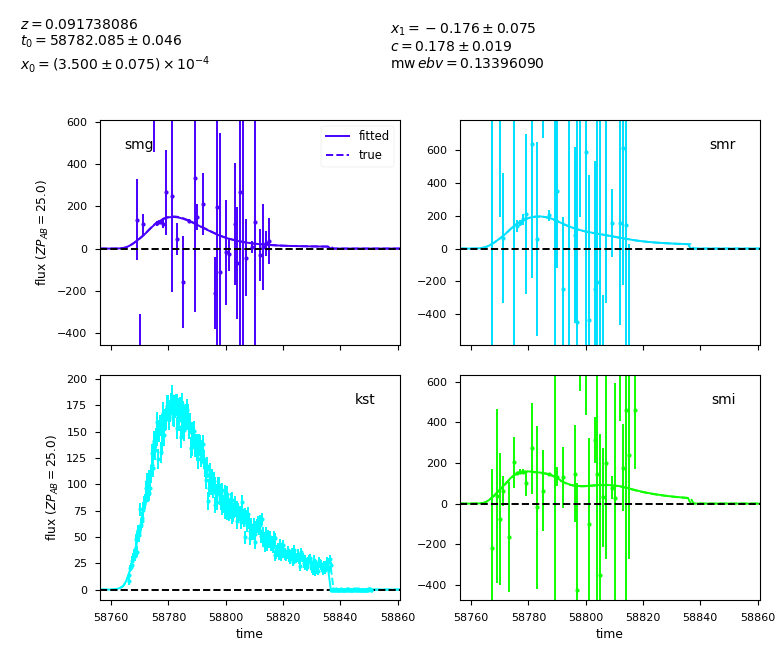 z = 0.091738086
t₀ = 58782.085 ± 0.046
x₀ = (3.500 ± 0.075) × 10⁻⁴
x₁ = −0.176 ± 0.075
c = 0.178 ± 0.019
mw ebv = 0.13396090
smg
fitted
true
600
400
200
0
−200
−400
flux (ZP_AB = 25.0)
smr
600
400
200
0
−200
−400
kst
200
175
150
125
100
75
50
25
0
flux (ZP_AB = 25.0)
58760 58780 58800 58820 58840 58860
time
smi
600
400
200
0
−200
−400
58760 58780 58800 58820 58840 58860
time